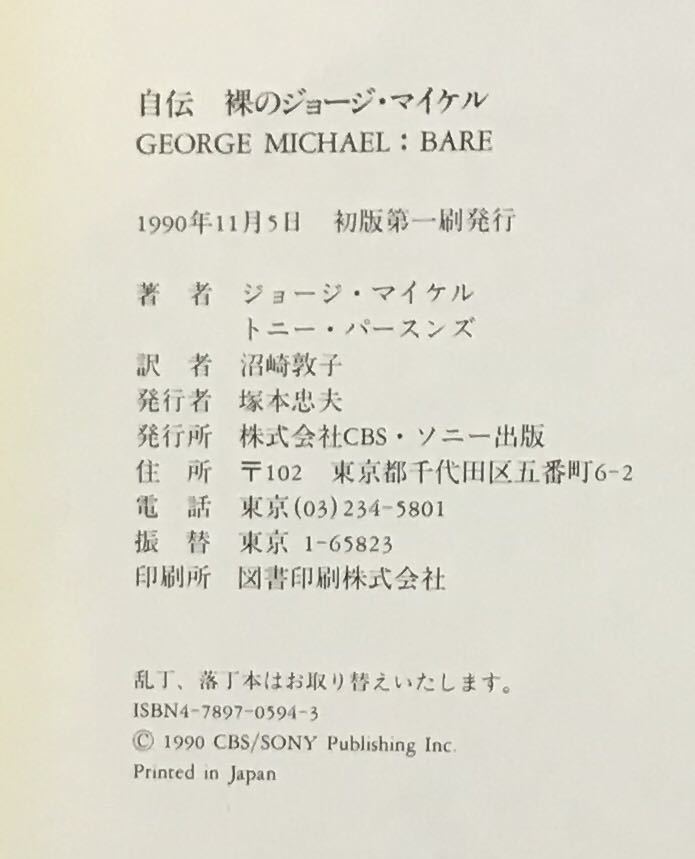 自伝　裸のジョージ・マイケル
GEORGE MICHAEL : BARE
1990年11月5日　初版第一刷発行
著　者　ジョージ・マイケル
トニー・パースンズ
訳　者　沼崎敦子
発行者　塚本忠夫
発行所　株式会社CBS・ソニー出版
住　所　〒102　東京都千代田区五番町6-2
電　話　東京(03)234-5801
振　替　東京 1-65823
印刷所　図書印刷株式会社
乱丁、落丁本はお取り替えいたします。
ISBN4-7897-0594-3
© 1990 CBS/SONY Publishing Inc.
Printed in Japan